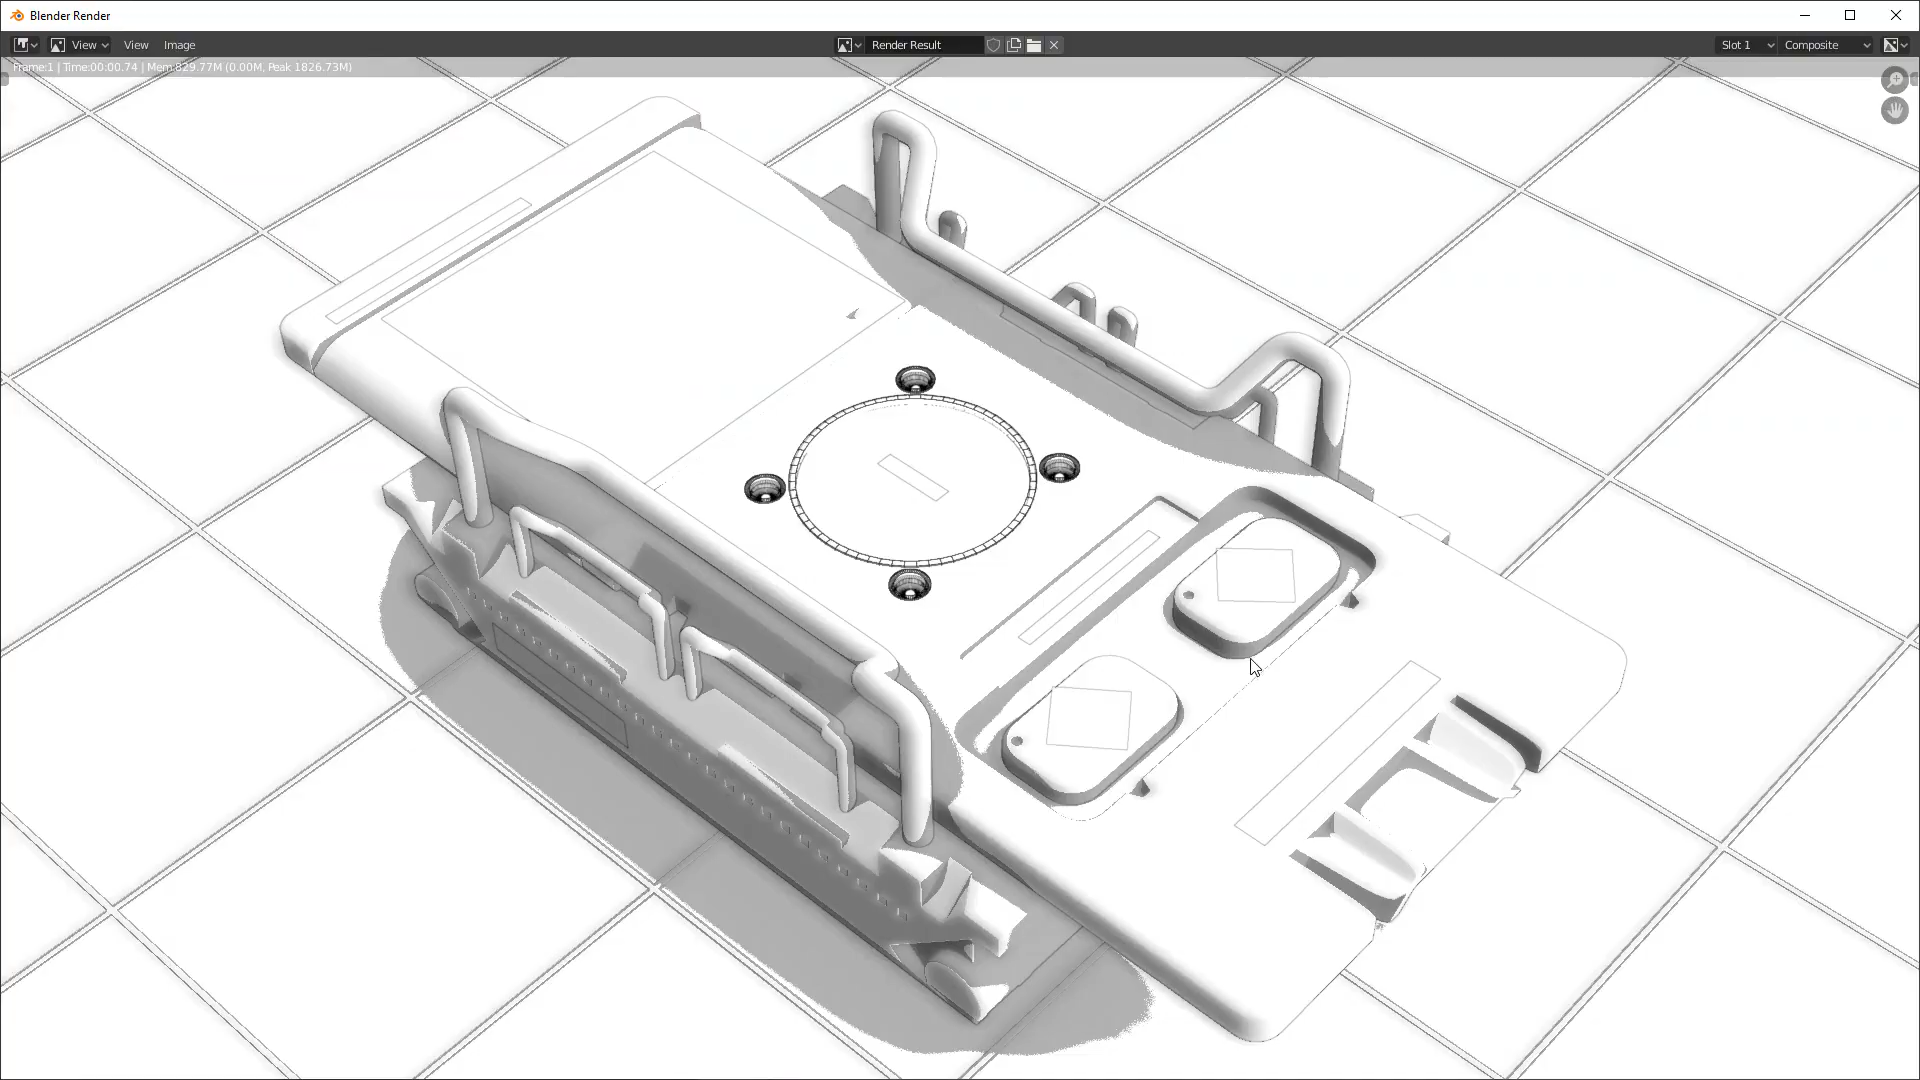 Blender Render
View View Image Render Result Slot 1 Composite
Frame:1 | Time:00:00.74 | Mem:829.77M (0.00M, Peak 1826.73M)